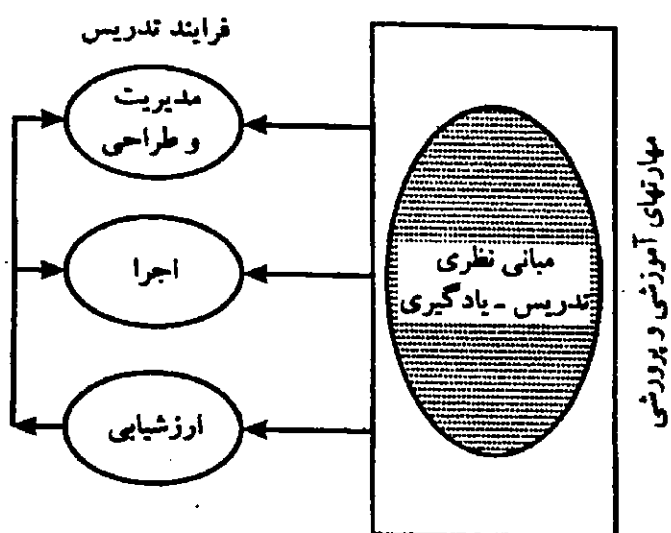 فرایند تدریس
مدیریت
و طراحی
اجرا
ارزشیابی
مبانی نظری
تدریس ـ یادگیری
مهارتهای آموزشی و پرورشی